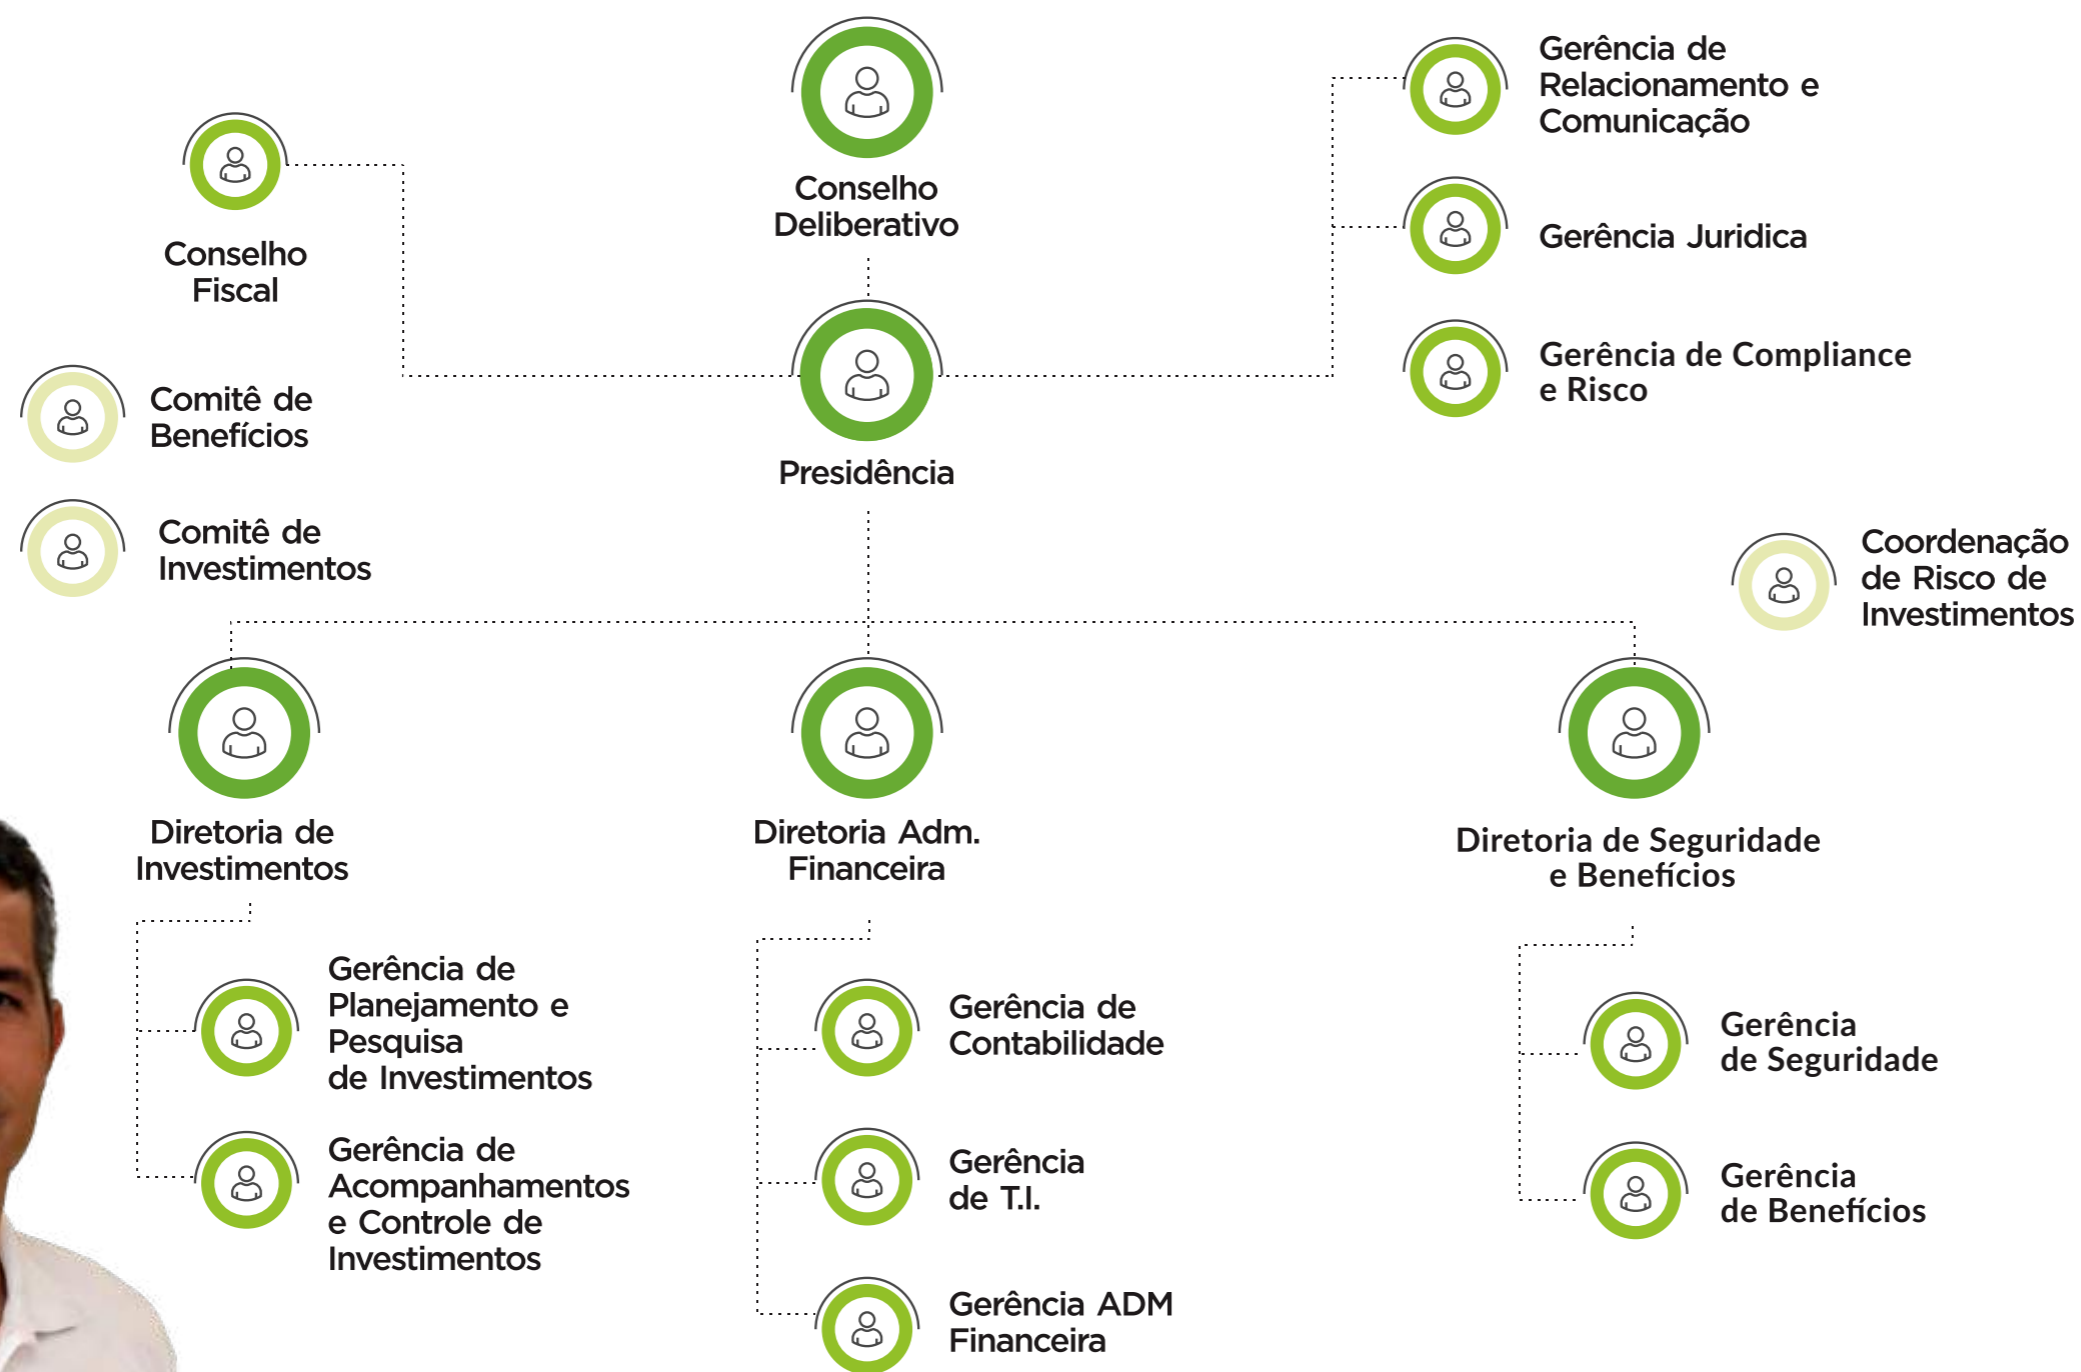 Gerência de
Relacionamento e
Comunicação
Conselho
Deliberativo
Gerência Juridica
Conselho
Fiscal
Gerência de Compliance
e Risco
Comitê de
Benefícios
Presidência
Comitê de
Investimentos
Coordenação
de Risco de
Investimentos
Diretoria de
Investimentos
Diretoria Adm.
Financeira
Diretoria de Seguridade
e Benefícios
Gerência de
Planejamento e
Pesquisa
de Investimentos
Gerência de
Acompanhamentos
e Controle de
Investimentos
Gerência de
Contabilidade
Gerência
de T.I.
Gerência ADM
Financeira
Gerência
de Seguridade
Gerência
de Benefícios